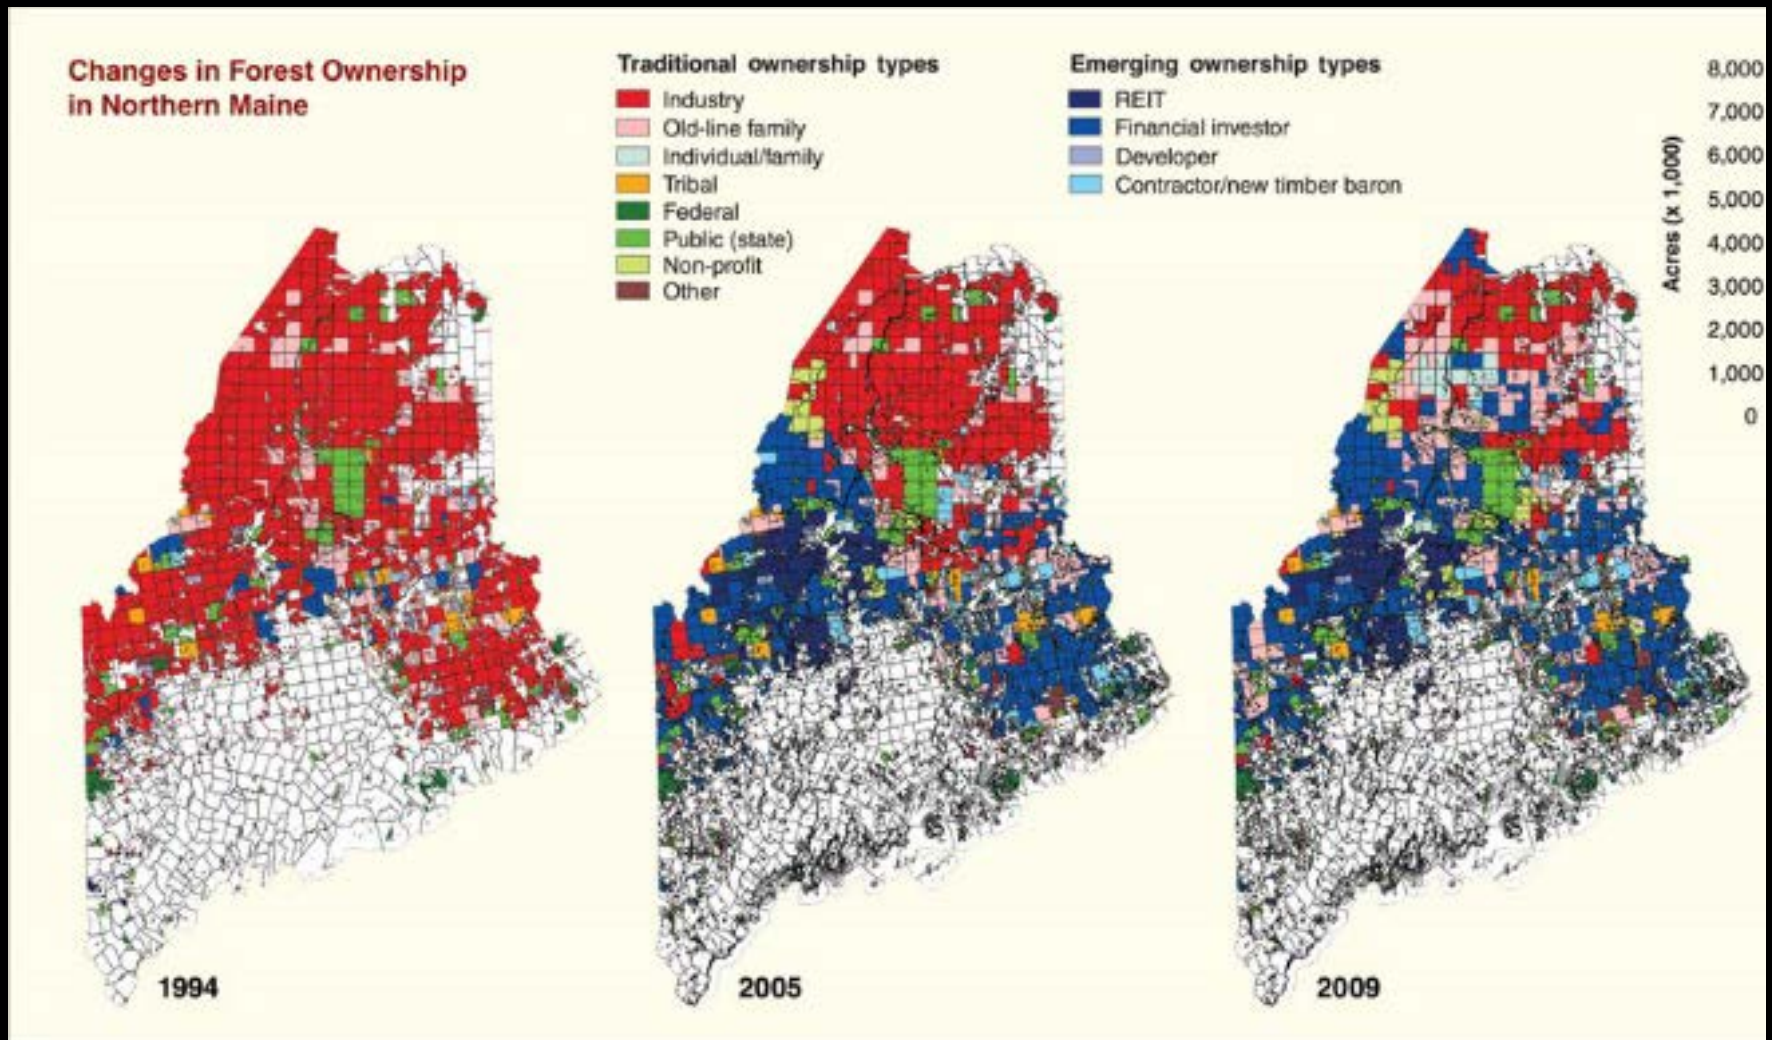 Changes in Forest Ownership
in Northern Maine
Traditional ownership types
Industry
Old-line family
Individual/family
Tribal
Federal
Public (state)
Non-profit
Other
Emerging ownership types
REIT
Financial investor
Developer
Contractor/new timber baron
Acres (x 1,000)
8,000
7,000
6,000
5,000
4,000
3,000
2,000
1,000
0
1994
2005
2009